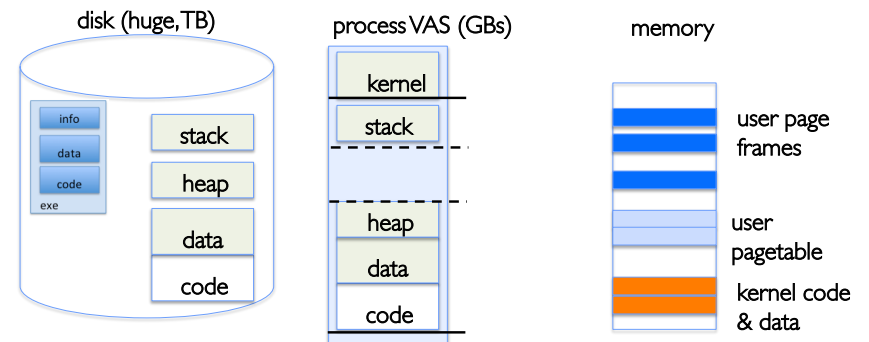 disk (huge, TB)
info
data
code
exe
stack
heap
data
code
process VAS (GBs)
kernel
stack
heap
data
code
memory
user page
frames
user
pagetable
kernel code
& data